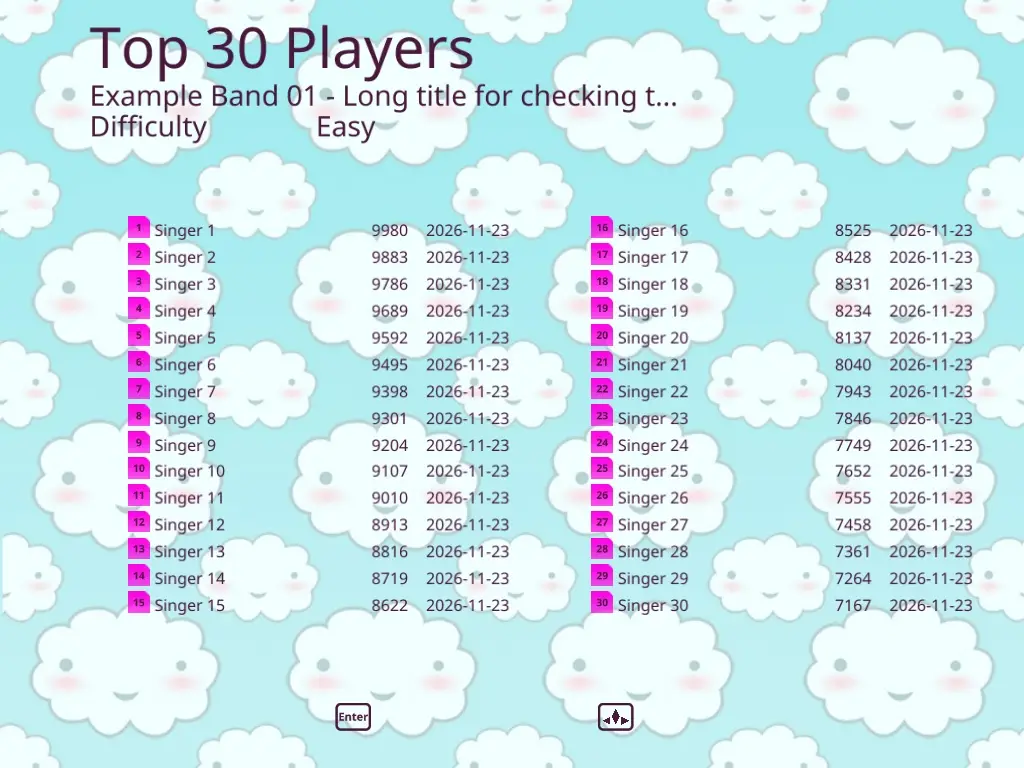 Top 30 Players
Example Band 01 - Long title for checking t...
Difficulty Easy
1 Singer 1 9980 2026-11-23
2 Singer 2 9883 2026-11-23
3 Singer 3 9786 2026-11-23
4 Singer 4 9689 2026-11-23
5 Singer 5 9592 2026-11-23
6 Singer 6 9495 2026-11-23
7 Singer 7 9398 2026-11-23
8 Singer 8 9301 2026-11-23
9 Singer 9 9204 2026-11-23
10 Singer 10 9107 2026-11-23
11 Singer 11 9010 2026-11-23
12 Singer 12 8913 2026-11-23
13 Singer 13 8816 2026-11-23
14 Singer 14 8719 2026-11-23
15 Singer 15 8622 2026-11-23
16 Singer 16 8525 2026-11-23
17 Singer 17 8428 2026-11-23
18 Singer 18 8331 2026-11-23
19 Singer 19 8234 2026-11-23
20 Singer 20 8137 2026-11-23
21 Singer 21 8040 2026-11-23
22 Singer 22 7943 2026-11-23
23 Singer 23 7846 2026-11-23
24 Singer 24 7749 2026-11-23
25 Singer 25 7652 2026-11-23
26 Singer 26 7555 2026-11-23
27 Singer 27 7458 2026-11-23
28 Singer 28 7361 2026-11-23
29 Singer 29 7264 2026-11-23
30 Singer 30 7167 2026-11-23
Enter